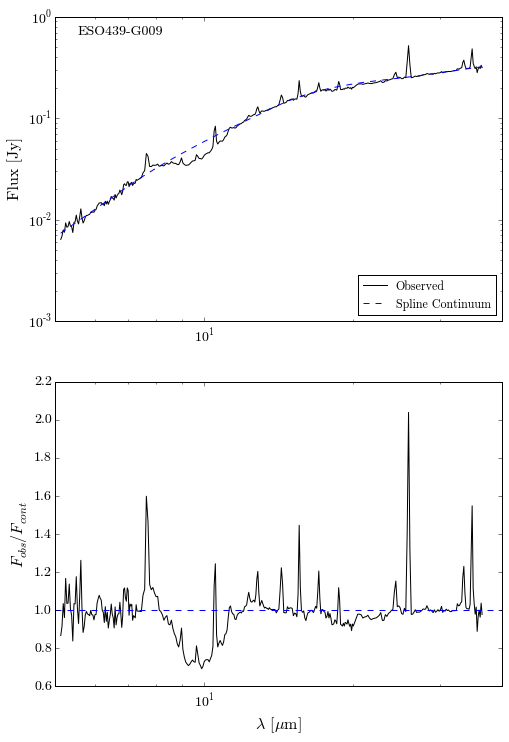 ESO439-G009
10^0
10^-1
10^-2
10^-3
Flux [Jy]
Observed
Spline Continuum
10^1
2.2
2.0
1.8
1.6
1.4
1.2
1.0
0.8
0.6
F_obs/F_cont
10^1
λ [μm]